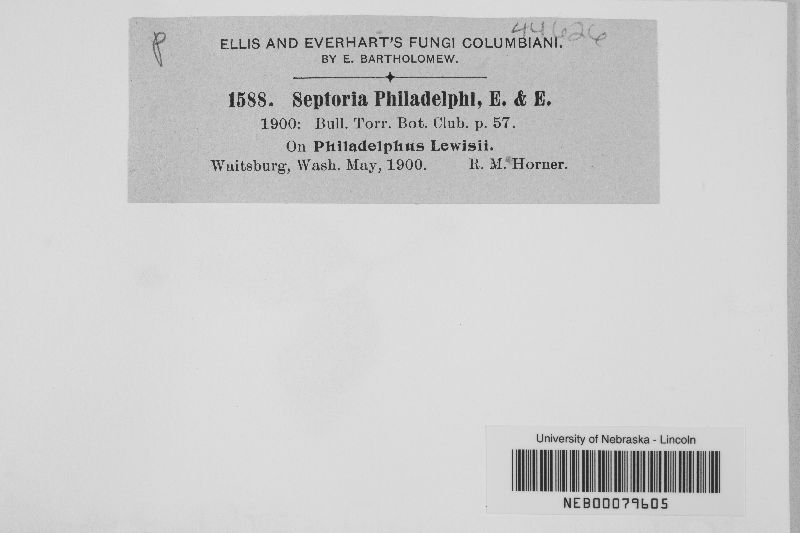 p 44626
ELLIS AND EVERHART'S FUNGI COLUMBIANI.
BY E. BARTHOLOMEW.
1588. Septoria Philadelphi, E. & E.
1900: Bull. Torr. Bot. Club. p. 57.
On Philadelphus Lewisii.
Waitsburg, Wash. May, 1900. R. M. Horner.
University of Nebraska - Lincoln
NEB00079605